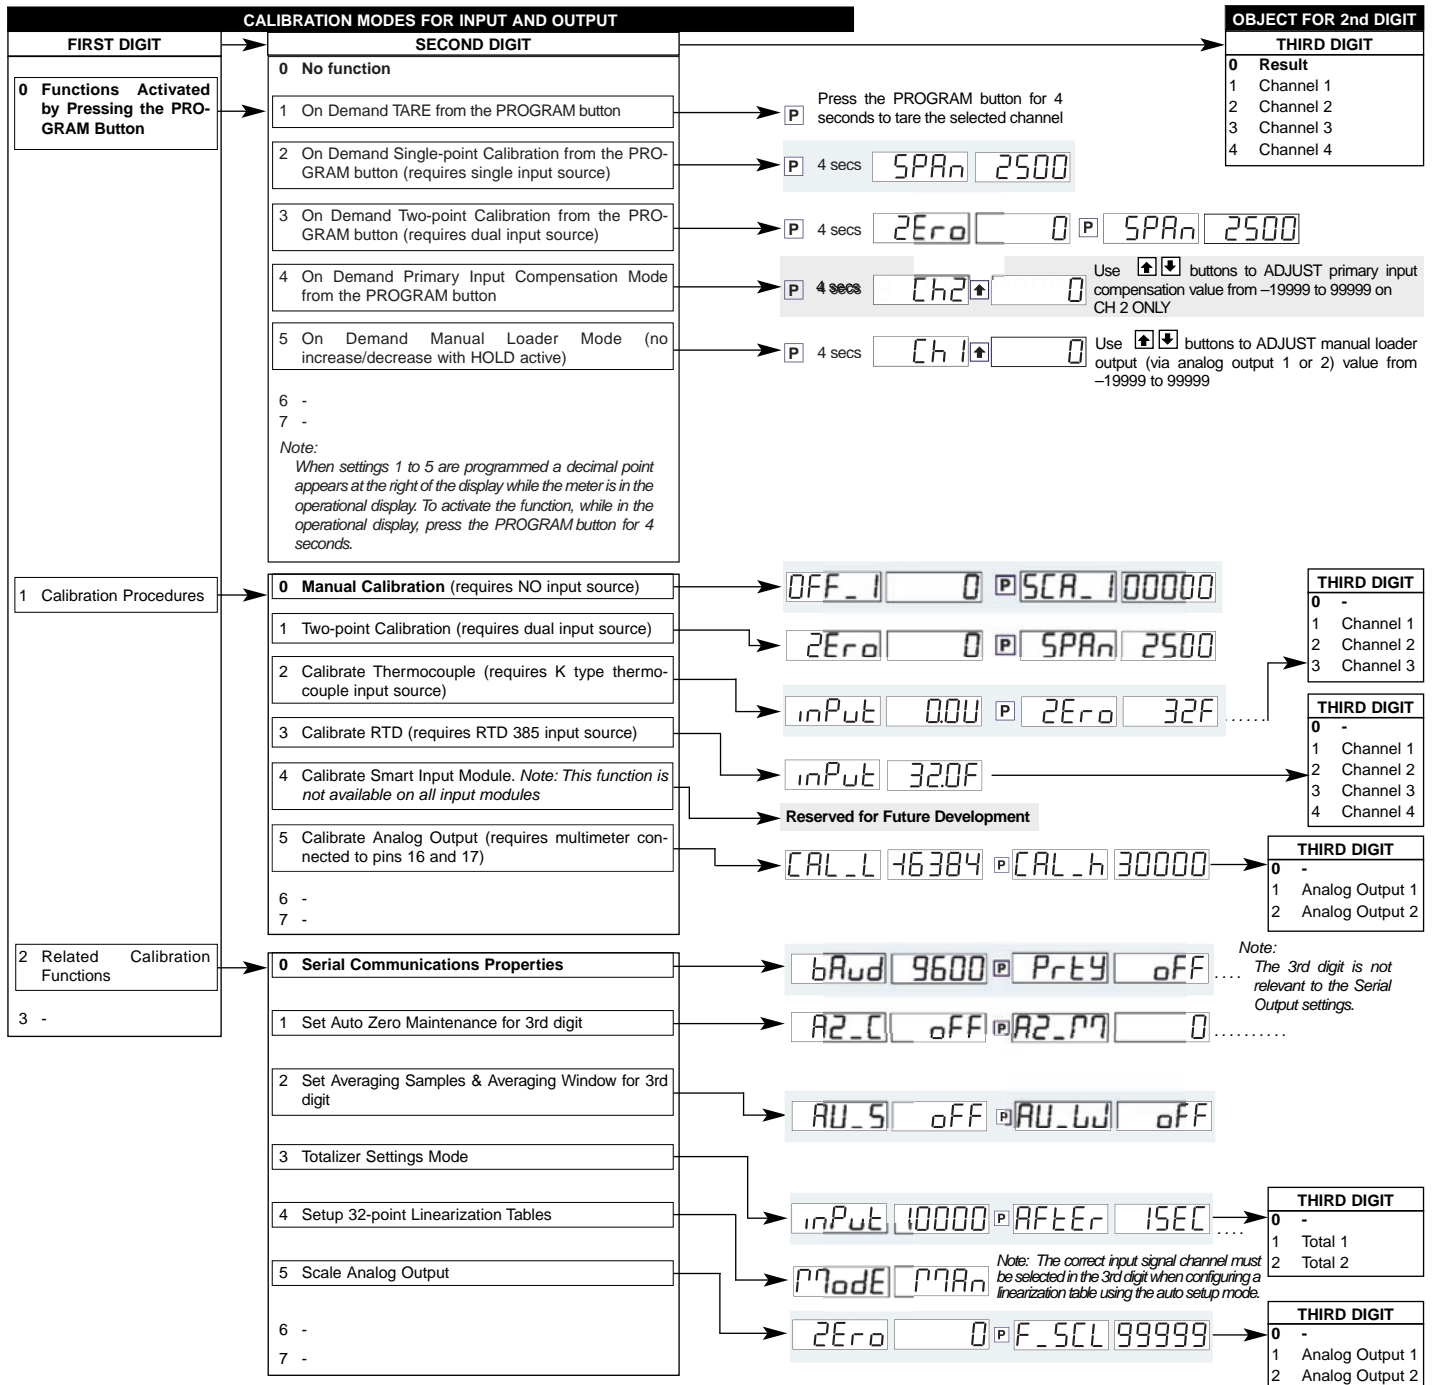 CALIBRATION MODES FOR INPUT AND OUTPUT
OBJECT FOR 2nd DIGIT
FIRST DIGIT
SECOND DIGIT
THIRD DIGIT
0 Result
1 Channel 1
2 Channel 2
3 Channel 3
4 Channel 4
0 Functions Activated
by Pressing the PRO-
GRAM Button
0 No function
1 On Demand TARE from the PROGRAM button
P Press the PROGRAM button for 4
seconds to tare the selected channel
2 On Demand Single-point Calibration from the PRO-
GRAM button (requires single input source)
P 4 secs SPAn 2500
3 On Demand Two-point Calibration from the PRO-
GRAM button (requires dual input source)
P 4 secs ZEro 0 P SPAn 2500
4 On Demand Primary Input Compensation Mode
from the PROGRAM button
P 4 secs Ch2 0
Use buttons to ADJUST primary input
compensation value from –19999 to 99999 on
CH 2 ONLY
5 On Demand Manual Loader Mode (no
increase/decrease with HOLD active)
P 4 secs Ch1 0
Use buttons to ADJUST manual loader
output (via analog output 1 or 2) value from
–19999 to 99999
6 -
7 -
Note:
When settings 1 to 5 are programmed a decimal point
appears at the right of the display while the meter is in the
operational display. To activate the function, while in the
operational display, press the PROGRAM button for 4
seconds.
1 Calibration Procedures
0 Manual Calibration (requires NO input source)
OFF_1 0 P SCA_1 00000
1 Two-point Calibration (requires dual input source)
ZEro 0 P SPAn 2500
2 Calibrate Thermocouple (requires K type thermo-
couple input source)
inPut 0.0U P ZEro 32F ......
THIRD DIGIT
0 -
1 Channel 1
2 Channel 2
3 Channel 3
3 Calibrate RTD (requires RTD 385 input source)
inPut 32.0F
THIRD DIGIT
0 -
1 Channel 1
2 Channel 2
3 Channel 3
4 Channel 4
4 Calibrate Smart Input Module. Note: This function is
not available on all input modules
Reserved for Future Development
5 Calibrate Analog Output (requires multimeter con-
nected to pins 16 and 17)
CAL_L -16384 P CAL_h 30000
THIRD DIGIT
0 -
1 Analog Output 1
2 Analog Output 2
6 -
7 -
2 Related Calibration
Functions
3 -
0 Serial Communications Properties
bAud 9600 P PrtY oFF ....
Note:
The 3rd digit is not
relevant to the Serial
Output settings.
1 Set Auto Zero Maintenance for 3rd digit
AZ_C oFF P AZ_M 0 ..........
2 Set Averaging Samples & Averaging Window for 3rd
digit
AU_S oFF P AU_W oFF
3 Totalizer Settings Mode
inPut 10000 P AFtEr 1SEC ....
THIRD DIGIT
0 -
1 Total 1
2 Total 2
4 Setup 32-point Linearization Tables
ModE MAn
Note: The correct input signal channel must
be selected in the 3rd digit when configuring a
linearization table using the auto setup mode.
5 Scale Analog Output
ZEro 0 P F_SCL 99999
THIRD DIGIT
0 -
1 Analog Output 1
2 Analog Output 2
6 -
7 -